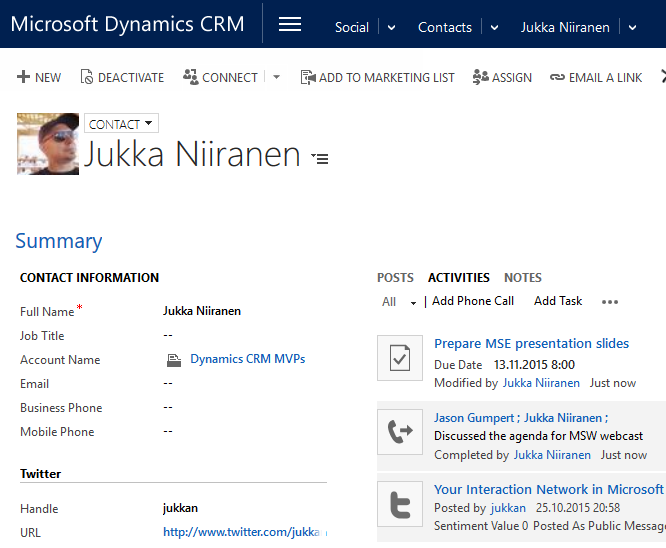 Microsoft Dynamics CRM Social Contacts Jukka Niiranen
NEW DEACTIVATE CONNECT ADD TO MARKETING LIST ASSIGN EMAIL A LINK
CONTACT
Jukka Niiranen
Summary
CONTACT INFORMATION
Full Name * Jukka Niiranen
Job Title --
Account Name Dynamics CRM MVPs
Email --
Business Phone --
Mobile Phone --
Twitter
Handle jukkan
URL http://www.twitter.com/jukkan
POSTS ACTIVITIES NOTES
All | Add Phone Call Add Task •••
Prepare MSE presentation slides
Due Date 13.11.2015 8:00
Modified by Jukka Niiranen Just now
Jason Gumpert ; Jukka Niiranen ;
Discussed the agenda for MSW webcast
Completed by Jukka Niiranen Just now
Your Interaction Network in Microsoft
Posted by jukkan 25.10.2015 20:58
Sentiment Value 0 Posted As Public Message